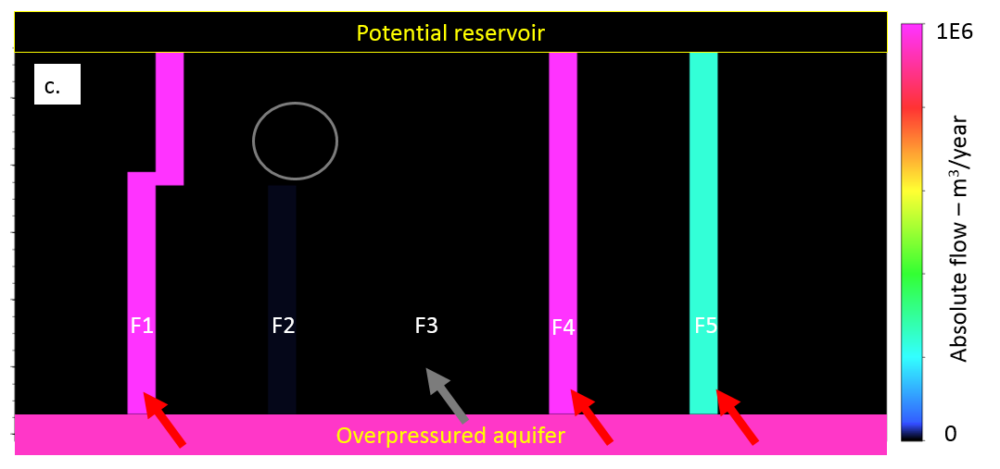 Potential reservoir
c.
F1
F2
F3
F4
F5
Overpressured aquifer
1E6
Absolute flow – m³/year
0